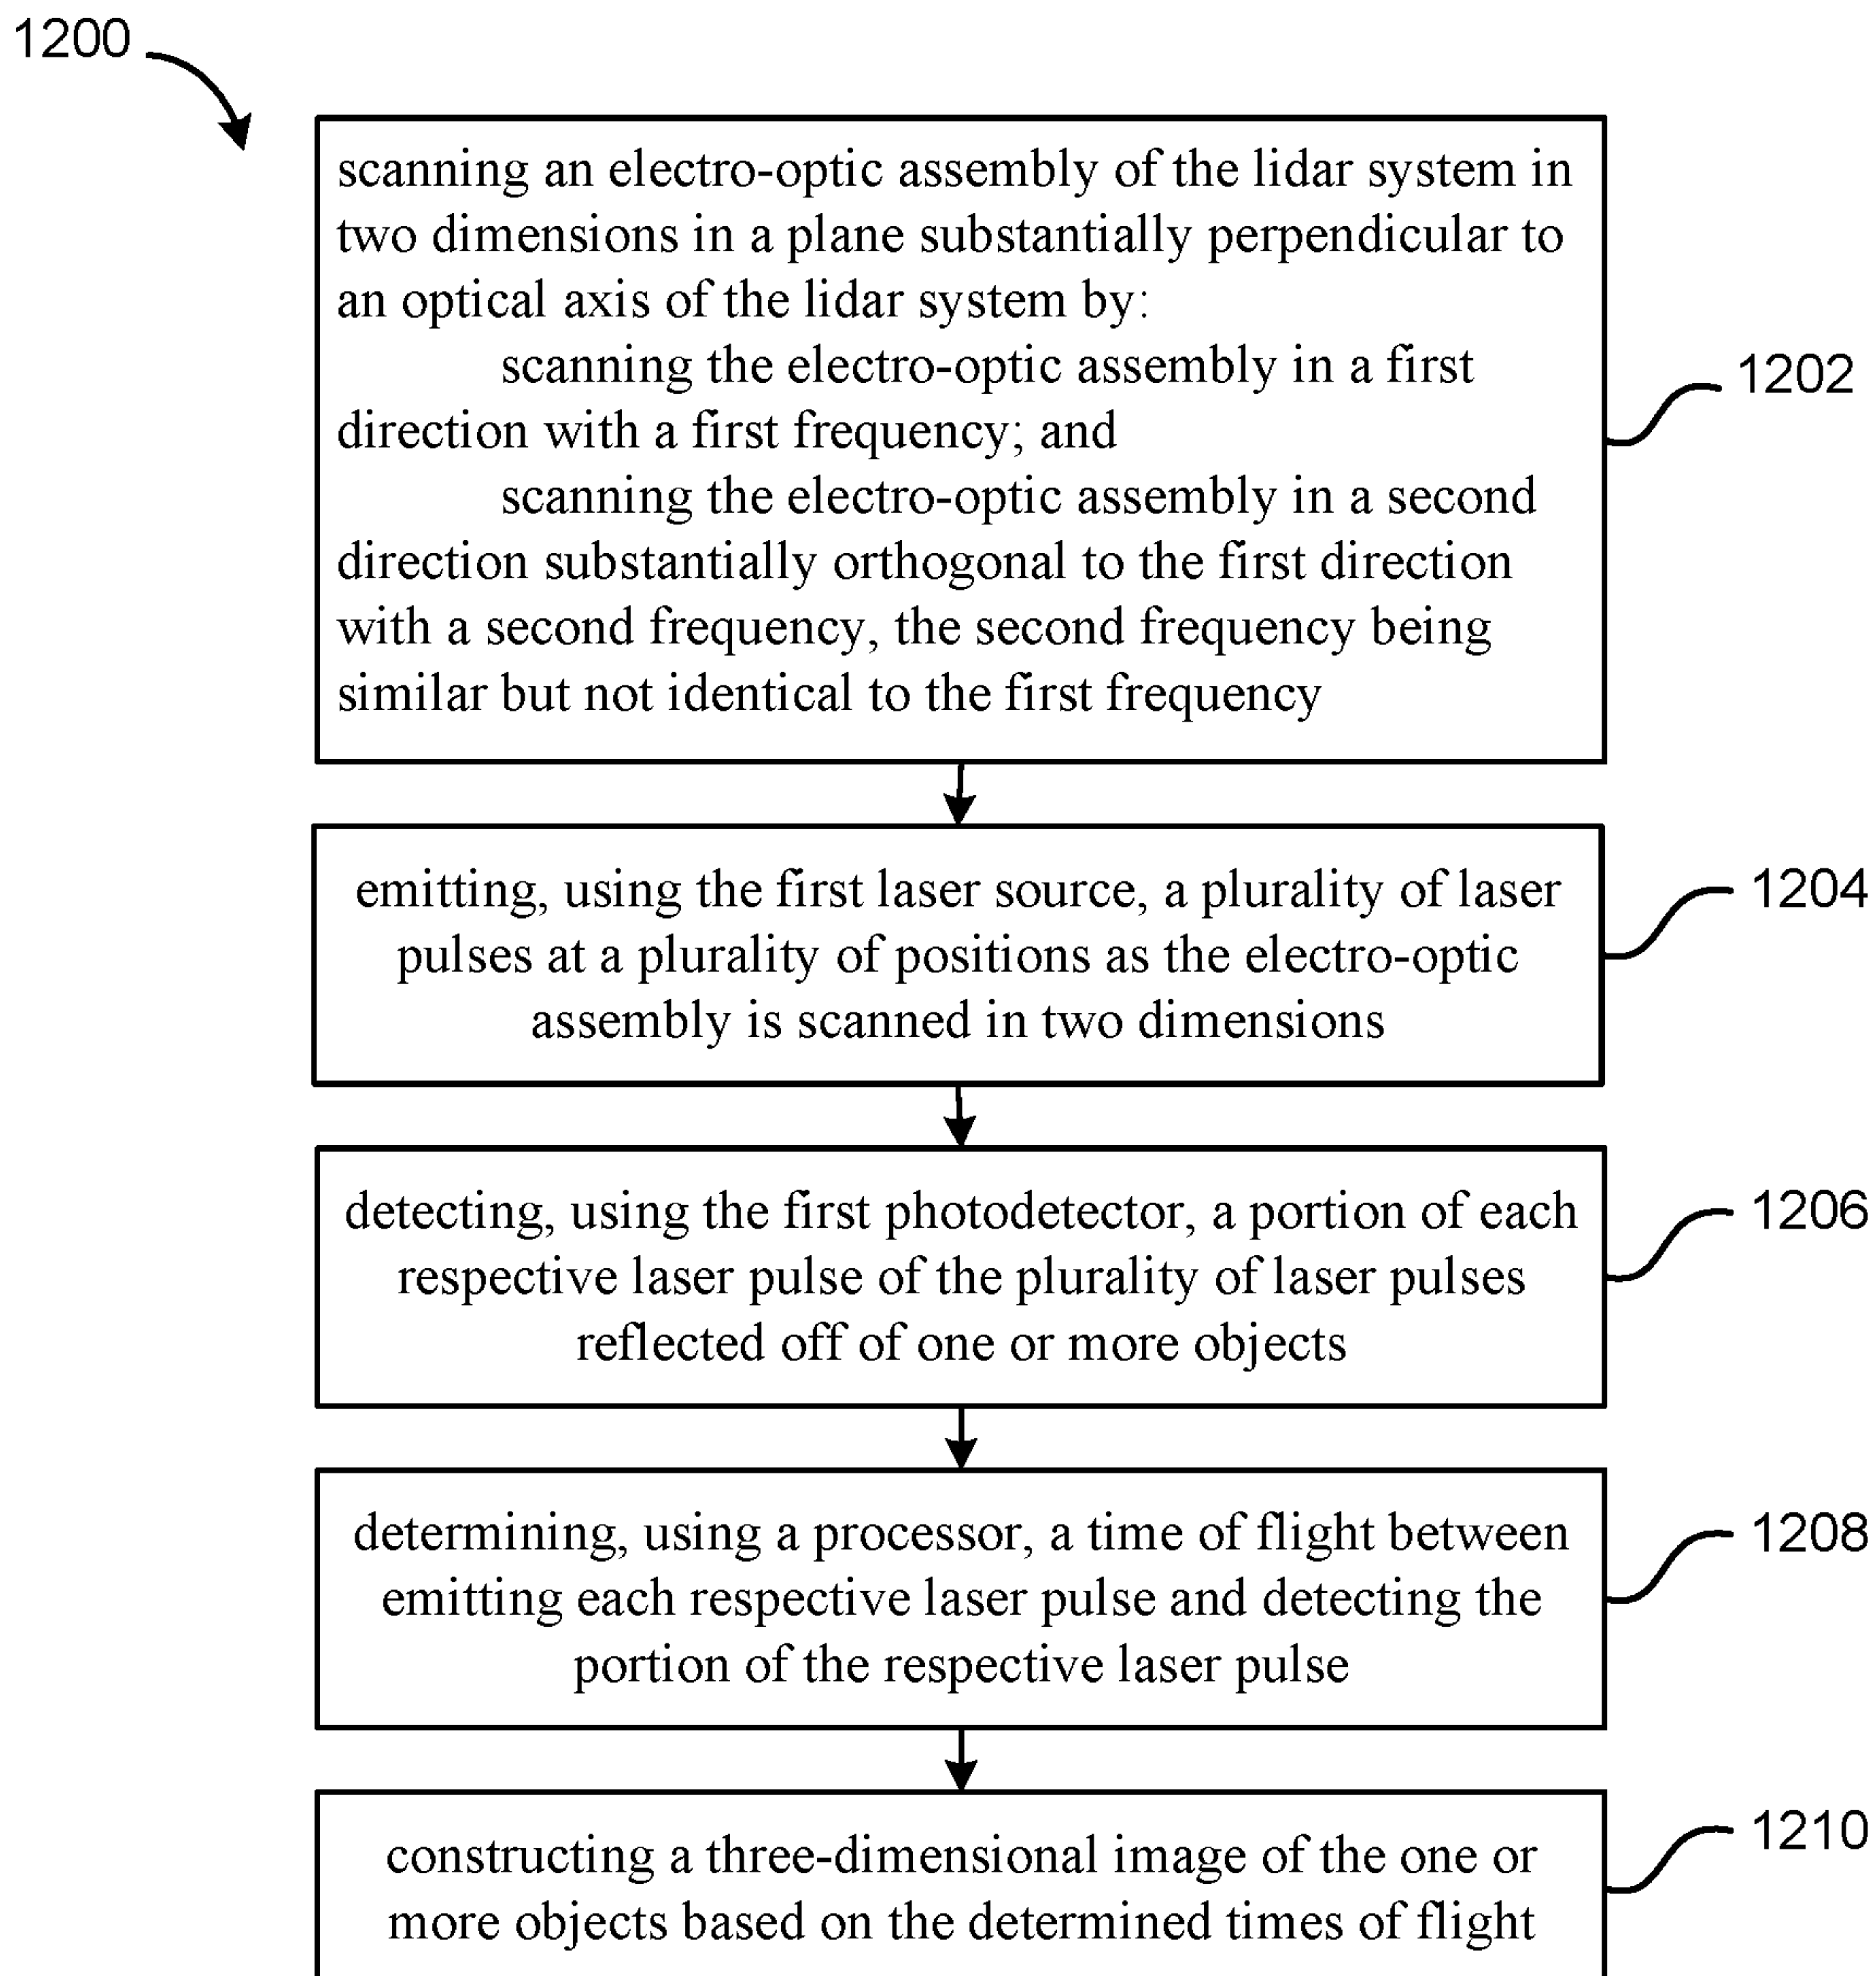 1200
scanning an electro-optic assembly of the lidar system in
two dimensions in a plane substantially perpendicular to
an optical axis of the lidar system by:
scanning the electro-optic assembly in a first
direction with a first frequency; and
scanning the electro-optic assembly in a second
direction substantially orthogonal to the first direction
with a second frequency, the second frequency being
similar but not identical to the first frequency
1202
emitting, using the first laser source, a plurality of laser
pulses at a plurality of positions as the electro-optic
assembly is scanned in two dimensions
1204
detecting, using the first photodetector, a portion of each
respective laser pulse of the plurality of laser pulses
reflected off of one or more objects
1206
determining, using a processor, a time of flight between
emitting each respective laser pulse and detecting the
portion of the respective laser pulse
1208
constructing a three-dimensional image of the one or
more objects based on the determined times of flight
1210